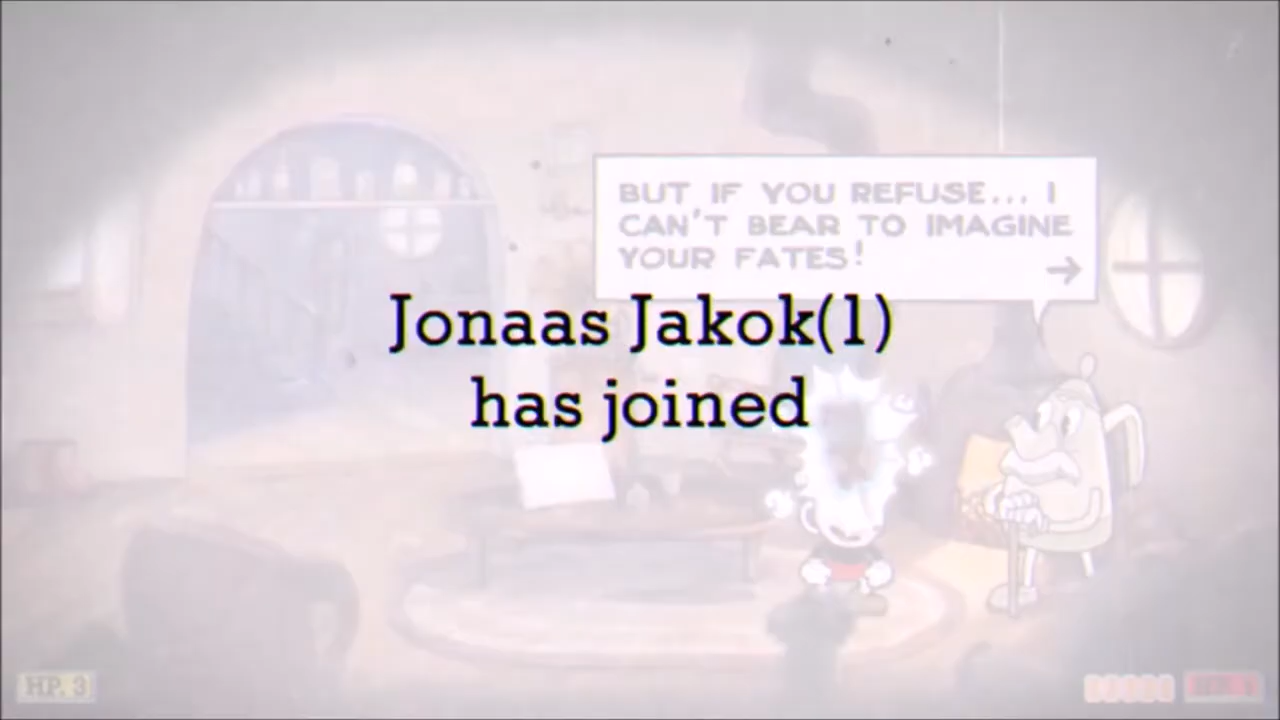 BUT IF YOU REFUSE... I
CAN'T BEAR TO IMAGINE
YOUR FATES!
Jonaas Jakok(1)
has joined
HP. 3